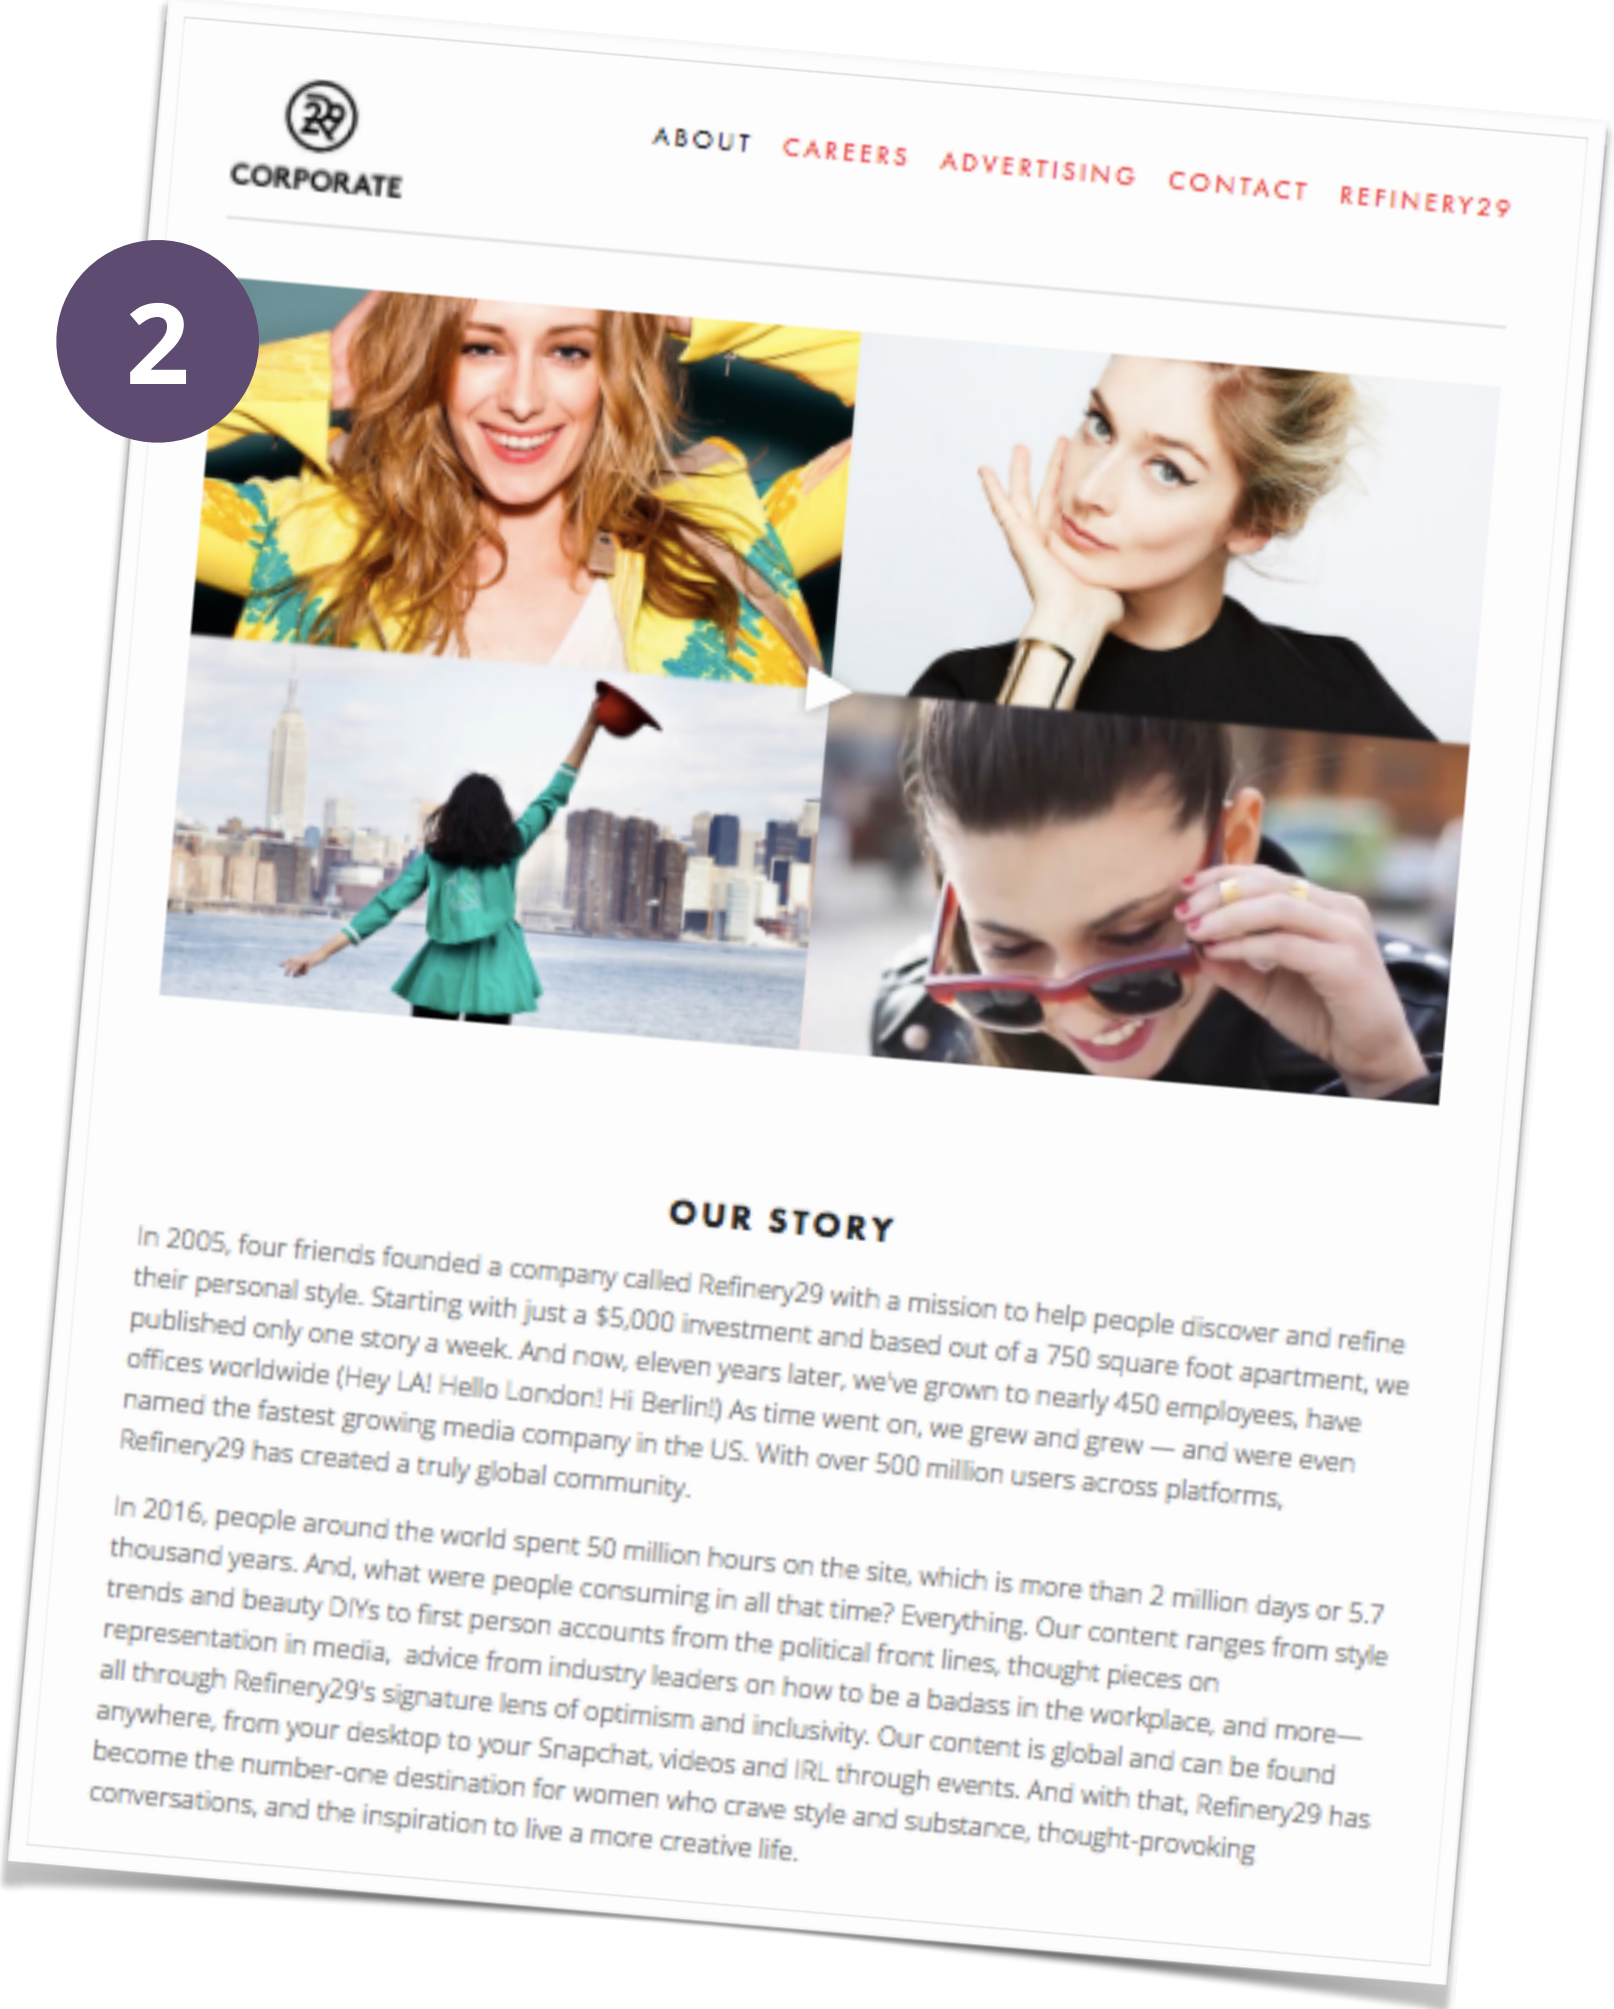 29
CORPORATE
ABOUT CAREERS ADVERTISING CONTACT REFINERY29
2
OUR STORY
In 2005, four friends founded a company called Refinery29 with a mission to help people discover and refine
their personal style. Starting with just a $5,000 investment and based out of a 750 square foot apartment, we
published only one story a week. And now, eleven years later, we've grown to nearly 450 employees, have
offices worldwide (Hey LA! Hello London! Hi Berlin!) As time went on, we grew and grew — and were even
named the fastest growing media company in the US. With over 500 million users across platforms,
Refinery29 has created a truly global community.
In 2016, people around the world spent 50 million hours on the site, which is more than 2 million days or 5.7
thousand years. And, what were people consuming in all that time? Everything. Our content ranges from style
trends and beauty DIYs to first person accounts from the political front lines, thought pieces on
representation in media, advice from industry leaders on how to be a badass in the workplace, and more—
all through Refinery29's signature lens of optimism and inclusivity. Our content is global and can be found
anywhere, from your desktop to your Snapchat, videos and IRL through events. And with that, Refinery29 has
become the number-one destination for women who crave style and substance, thought-provoking
conversations, and the inspiration to live a more creative life.